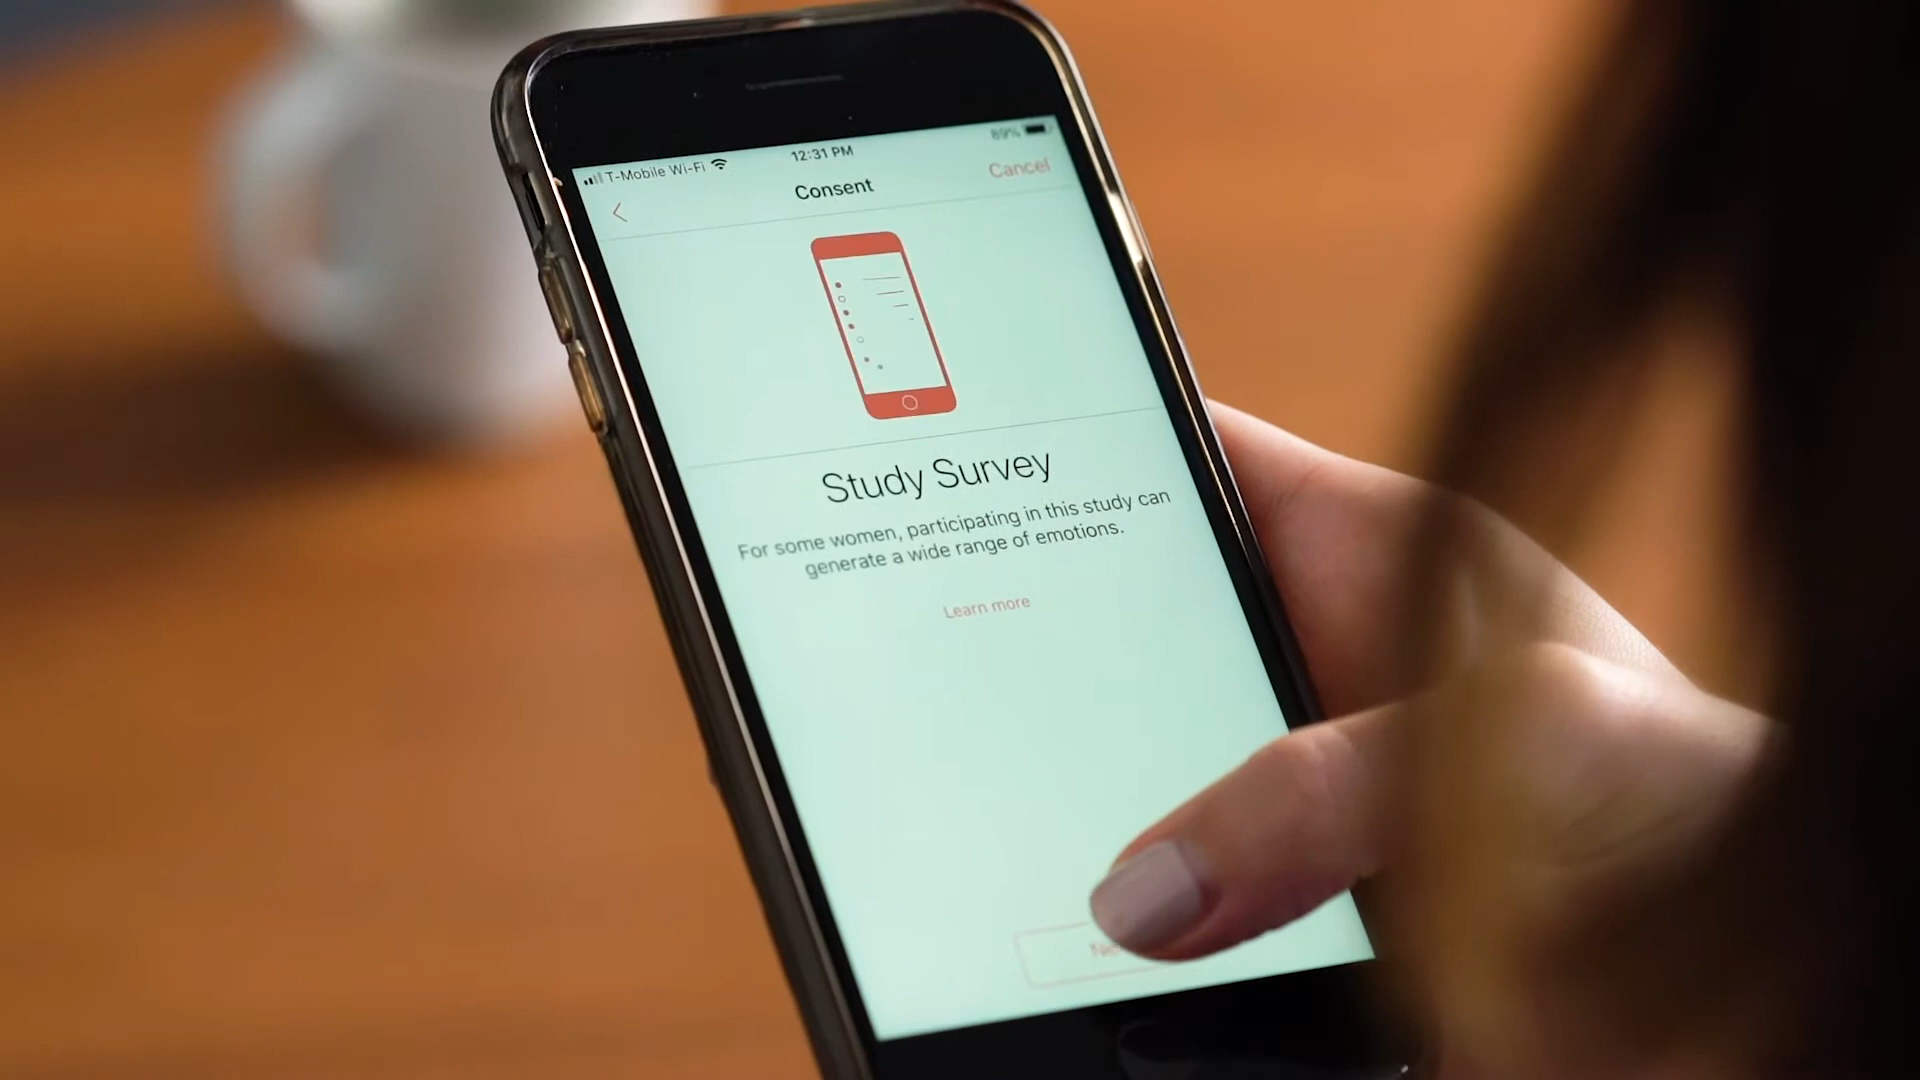 T-Mobile Wi-Fi 12:31 PM 89%
Consent Cancel
Study Survey
For some women, participating in this study can
generate a wide range of emotions.
Learn more